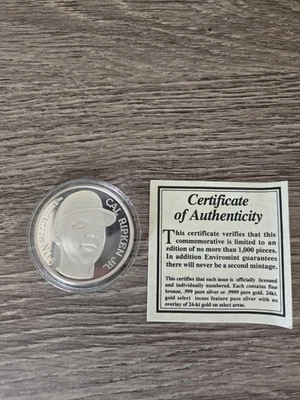 CAL RIPKEN JR.
Certificate
of Authenticity
This certificate verifies that this
commemorative is limited to an
edition of no more than 1,000 pieces.
In addition Enviromint guarantees
there will never be a second mintage.
This certifies that each issue is officially licensed
and individually numbered. Each contains fine
bronze, .999 pure silver or .9999 pure gold. 24kt.
gold select issues feature pure silver with an
overlay of 24-kt gold on select areas.